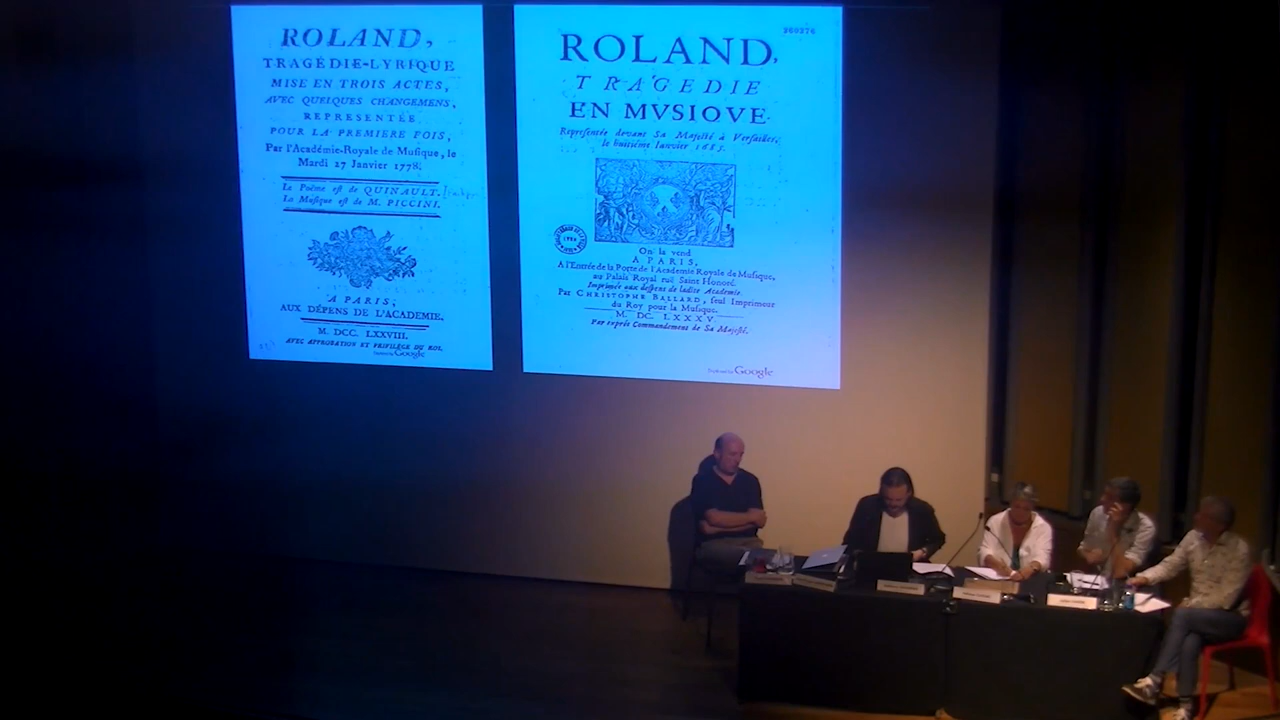 ROLAND,
TRAGÉDIE-LYRIQUE
MISE EN TROIS ACTES,
AVEC QUELQUES CHANGEMENS,
REPRESENTÉE
POUR LA PREMIERE FOIS,
Par l'Académie-Royale de Musique, le
Mardi 27 Janvier 1778.
Le Poëme est de QUINAULT.
La Musique est de M. PICCINI.
A PARIS;
AUX DÉPENS DE L'ACADEMIE.
M. DCC. LXXVIII.
AVEC APPROBATION ET PRIVILÉGE DU ROI.
Google
260276
ROLAND,
TRAGEDIE
EN MVSIQVE.
Representée devant Sa Majesté à Versailles,
le huitiéme Ianvier 1685.
On la vend
A PARIS,
A l'Entrée de la Porte de l'Academie Royale de Musique,
au Palais Royal ruë Saint Honoré.
Imprimée aux dépens de ladite Academie.
Par CHRISTOPHE BALLARD, seul Imprimeur
du Roy pour la Musique.
M. DC. LXXXV.
Par exprés Commandement de Sa Majesté.
Google